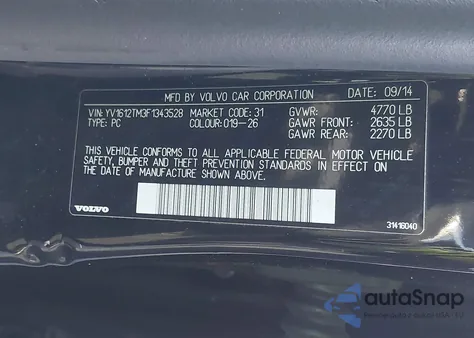 MFD BY VOLVO CAR CORPORATION DATE: 09/14
VIN: YV1612TM3F1343528 MARKET CODE: 31 GVWR: 4770 LB
TYPE: PC COLOUR: 019-26 GAWR FRONT: 2635 LB
GAWR REAR: 2270 LB
THIS VEHICLE CONFORMS TO ALL APPLICABLE FEDERAL MOTOR VEHICLE
SAFETY, BUMPER, AND THEFT PREVENTION STANDARDS IN EFFECT ON
THE DATE OF MANUFACTURE SHOWN ABOVE.
VOLVO 31416040
autoSnap